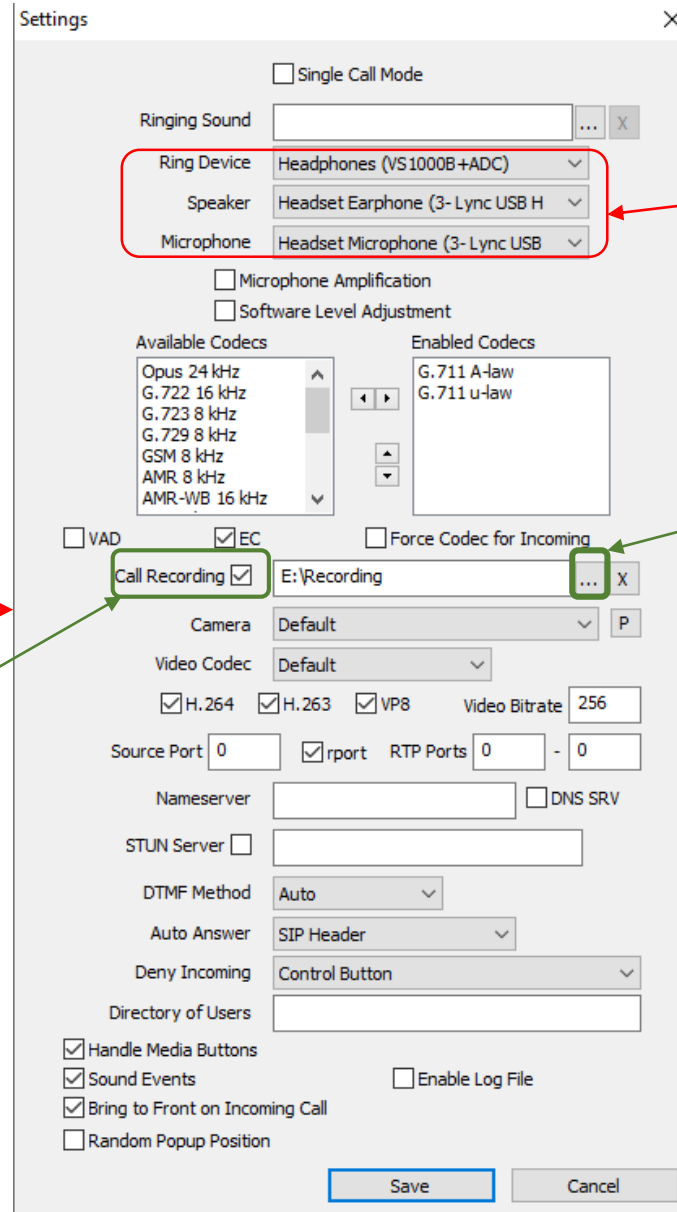 Settings
Single Call Mode
Ringing Sound
... X
Ring Device Headphones (VS1000B+ADC)
Speaker Headset Earphone (3- Lync USB H
Microphone Headset Microphone (3- Lync USB
Microphone Amplification
Software Level Adjustment
Available Codecs Enabled Codecs
Opus 24 kHz G.711 A-law
G.722 16 kHz G.711 u-law
G.723 8 kHz
G.729 8 kHz
GSM 8 kHz
AMR 8 kHz
AMR-WB 16 kHz
VAD EC Force Codec for Incoming
Call Recording E:\Recording ... X
Camera Default P
Video Codec Default
H.264 H.263 VP8 Video Bitrate 256
Source Port 0 rport RTP Ports 0 - 0
Nameserver DNS SRV
STUN Server
DTMF Method Auto
Auto Answer SIP Header
Deny Incoming Control Button
Directory of Users
Handle Media Buttons
Sound Events Enable Log File
Bring to Front on Incoming Call
Random Popup Position
Save Cancel